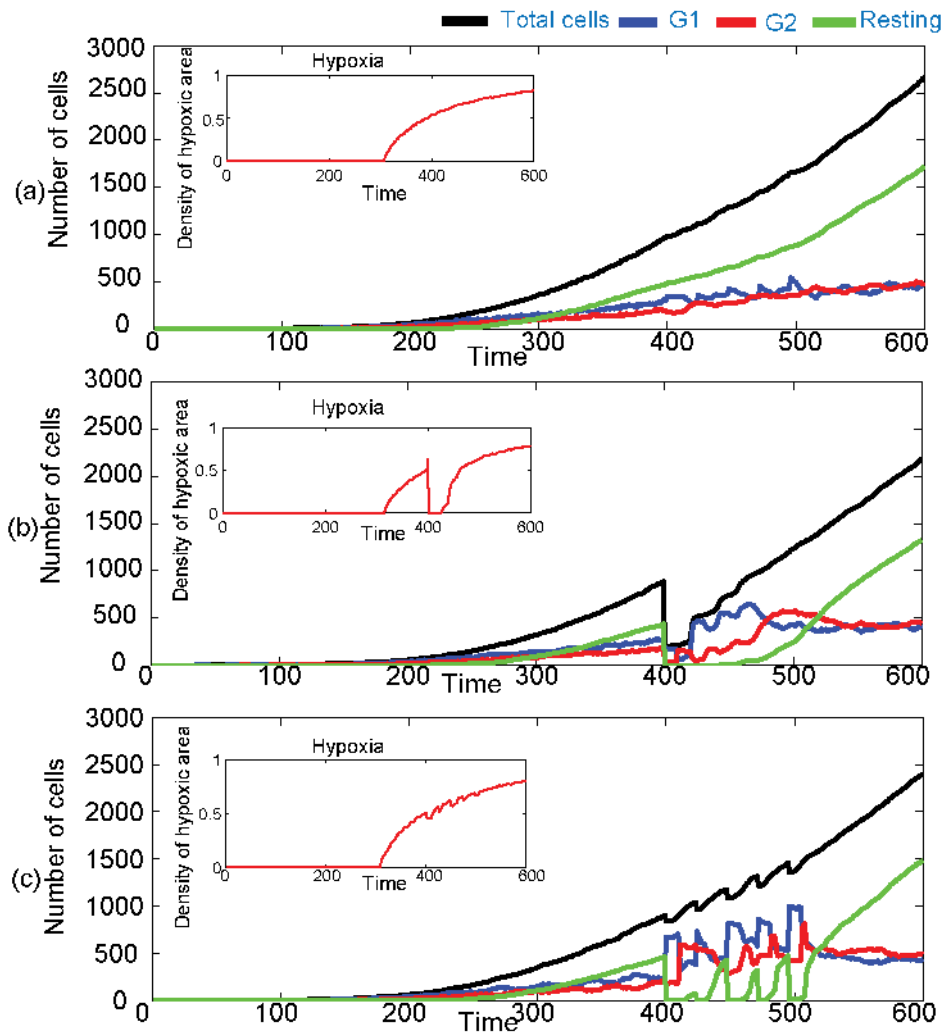 Total cells G1 G2 Resting
(a)
Number of cells
3000
2500
2000
1500
1000
500
0
0 100 200 300 400 500 600
Time
Hypoxia
Density of hypoxic area
1
0.5
0
0 200 400 600
Time
(b)
Number of cells
3000
2500
2000
1500
1000
500
0
0 100 200 300 400 500 600
Time
Hypoxia
Density of hypoxic area
1
0.5
0
0 200 400 600
Time
(c)
Number of cells
3000
2500
2000
1500
1000
500
0
0 100 200 300 400 500 600
Time
Hypoxia
Density of hypoxic area
1
0.5
0
0 200 400 600
Time